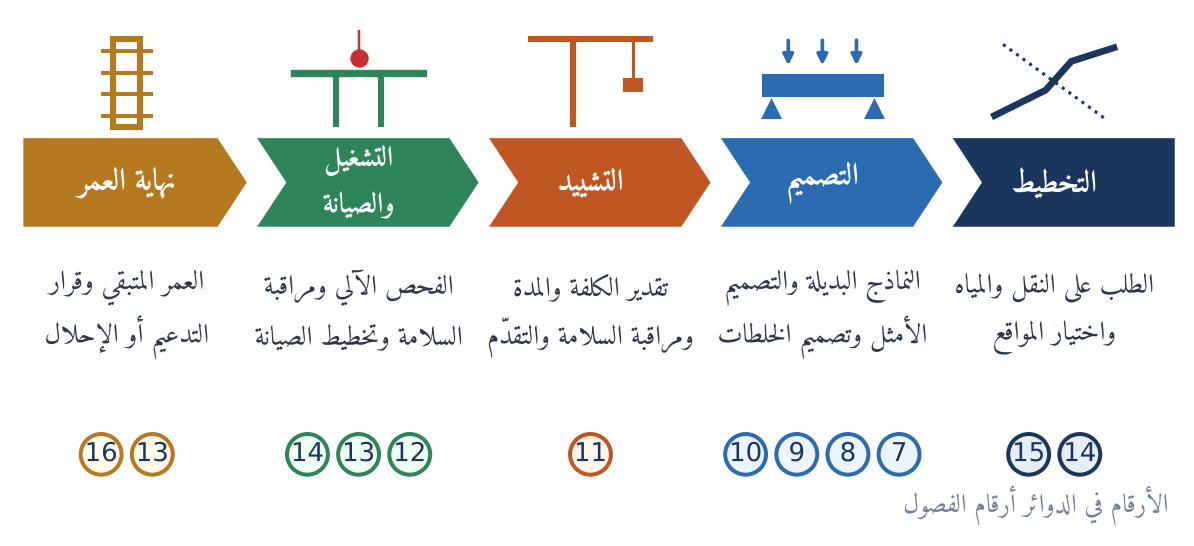 التخطيط
التصميم
التشييد
التشغيل
والصيانة
نهاية العمر
الطلب على النقل والمياه
واختيار المواقع
النماذج البديلة والتصميم
الأمثل وتصميم الخلطات
تقدير الكلفة والمدة
ومراقبة السلامة والتقدّم
الفحص الآلي ومراقبة
السلامة وتخطيط الصيانة
العمر المتبقي وقرار
التدعيم أو الإحلال
14 15
7 8 9 10
11
12 13 14
13 16
الأرقام في الدوائر أرقام الفصول